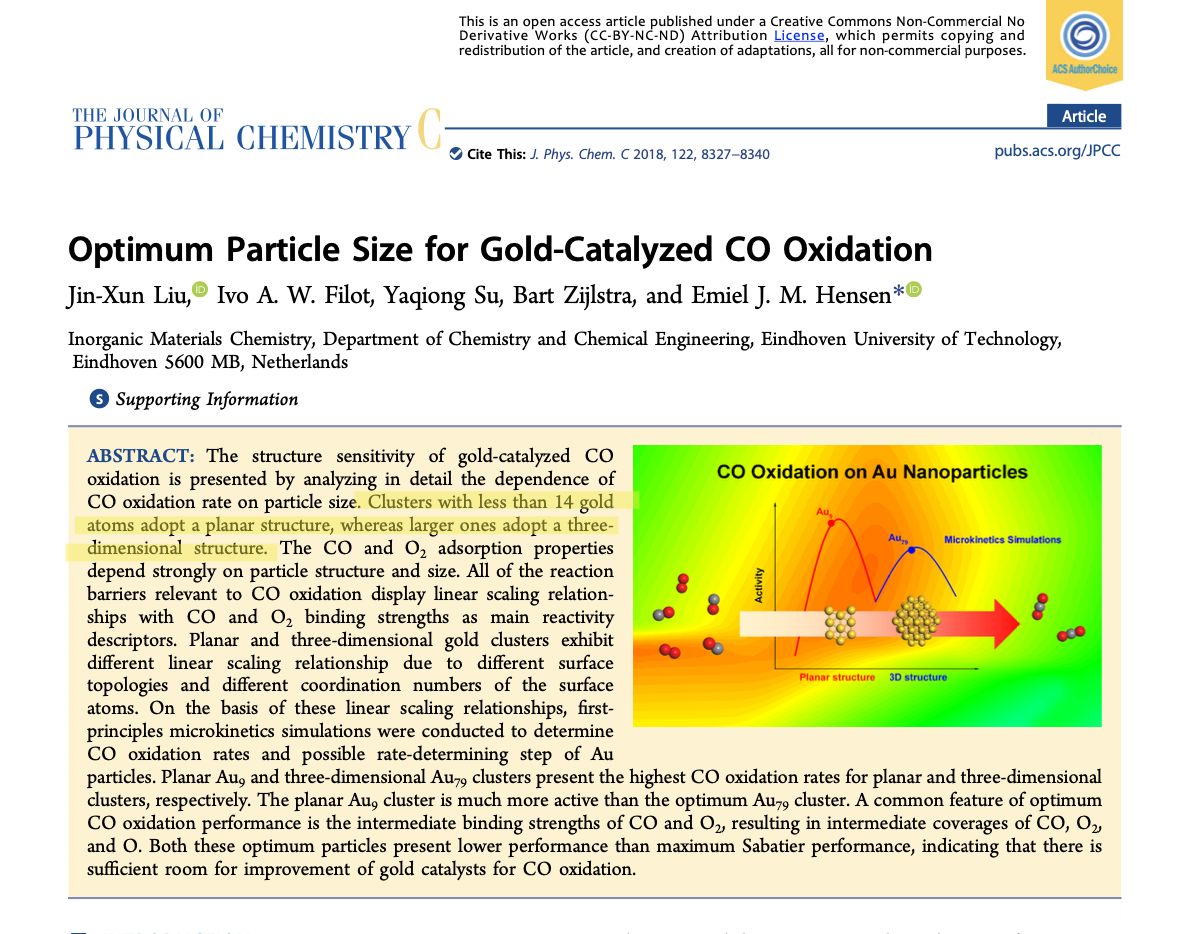 This is an open access article published under a Creative Commons Non-Commercial No
Derivative Works (CC-BY-NC-ND) Attribution License, which permits copying and
redistribution of the article, and creation of adaptations, all for non-commercial purposes.
ACS AuthorChoice
THE JOURNAL OF
PHYSICAL CHEMISTRY C
Article
Cite This: J. Phys. Chem. C 2018, 122, 8327−8340
pubs.acs.org/JPCC
Optimum Particle Size for Gold-Catalyzed CO Oxidation
Jin-Xun Liu, iD Ivo A. W. Filot, Yaqiong Su, Bart Zijlstra, and Emiel J. M. Hensen* iD
Inorganic Materials Chemistry, Department of Chemistry and Chemical Engineering, Eindhoven University of Technology,
Eindhoven 5600 MB, Netherlands
S Supporting Information
ABSTRACT: The structure sensitivity of gold-catalyzed CO
oxidation is presented by analyzing in detail the dependence of
CO oxidation rate on particle size. Clusters with less than 14 gold
atoms adopt a planar structure, whereas larger ones adopt a three-
dimensional structure. The CO and O₂ adsorption properties
depend strongly on particle structure and size. All of the reaction
barriers relevant to CO oxidation display linear scaling relation-
ships with CO and O₂ binding strengths as main reactivity
descriptors. Planar and three-dimensional gold clusters exhibit
different linear scaling relationship due to different surface
topologies and different coordination numbers of the surface
atoms. On the basis of these linear scaling relationships, first-
principles microkinetics simulations were conducted to determine
CO oxidation rates and possible rate-determining step of Au
particles. Planar Au₉ and three-dimensional Au₇₉ clusters present the highest CO oxidation rates for planar and three-dimensional
clusters, respectively. The planar Au₉ cluster is much more active than the optimum Au₇₉ cluster. A common feature of optimum
CO oxidation performance is the intermediate binding strengths of CO and O₂, resulting in intermediate coverages of CO, O₂,
and O. Both these optimum particles present lower performance than maximum Sabatier performance, indicating that there is
sufficient room for improvement of gold catalysts for CO oxidation.
CO Oxidation on Au Nanoparticles
Au₉
Au₇₉
Microkinetics Simulations
Activity
Planar structure
3D structure